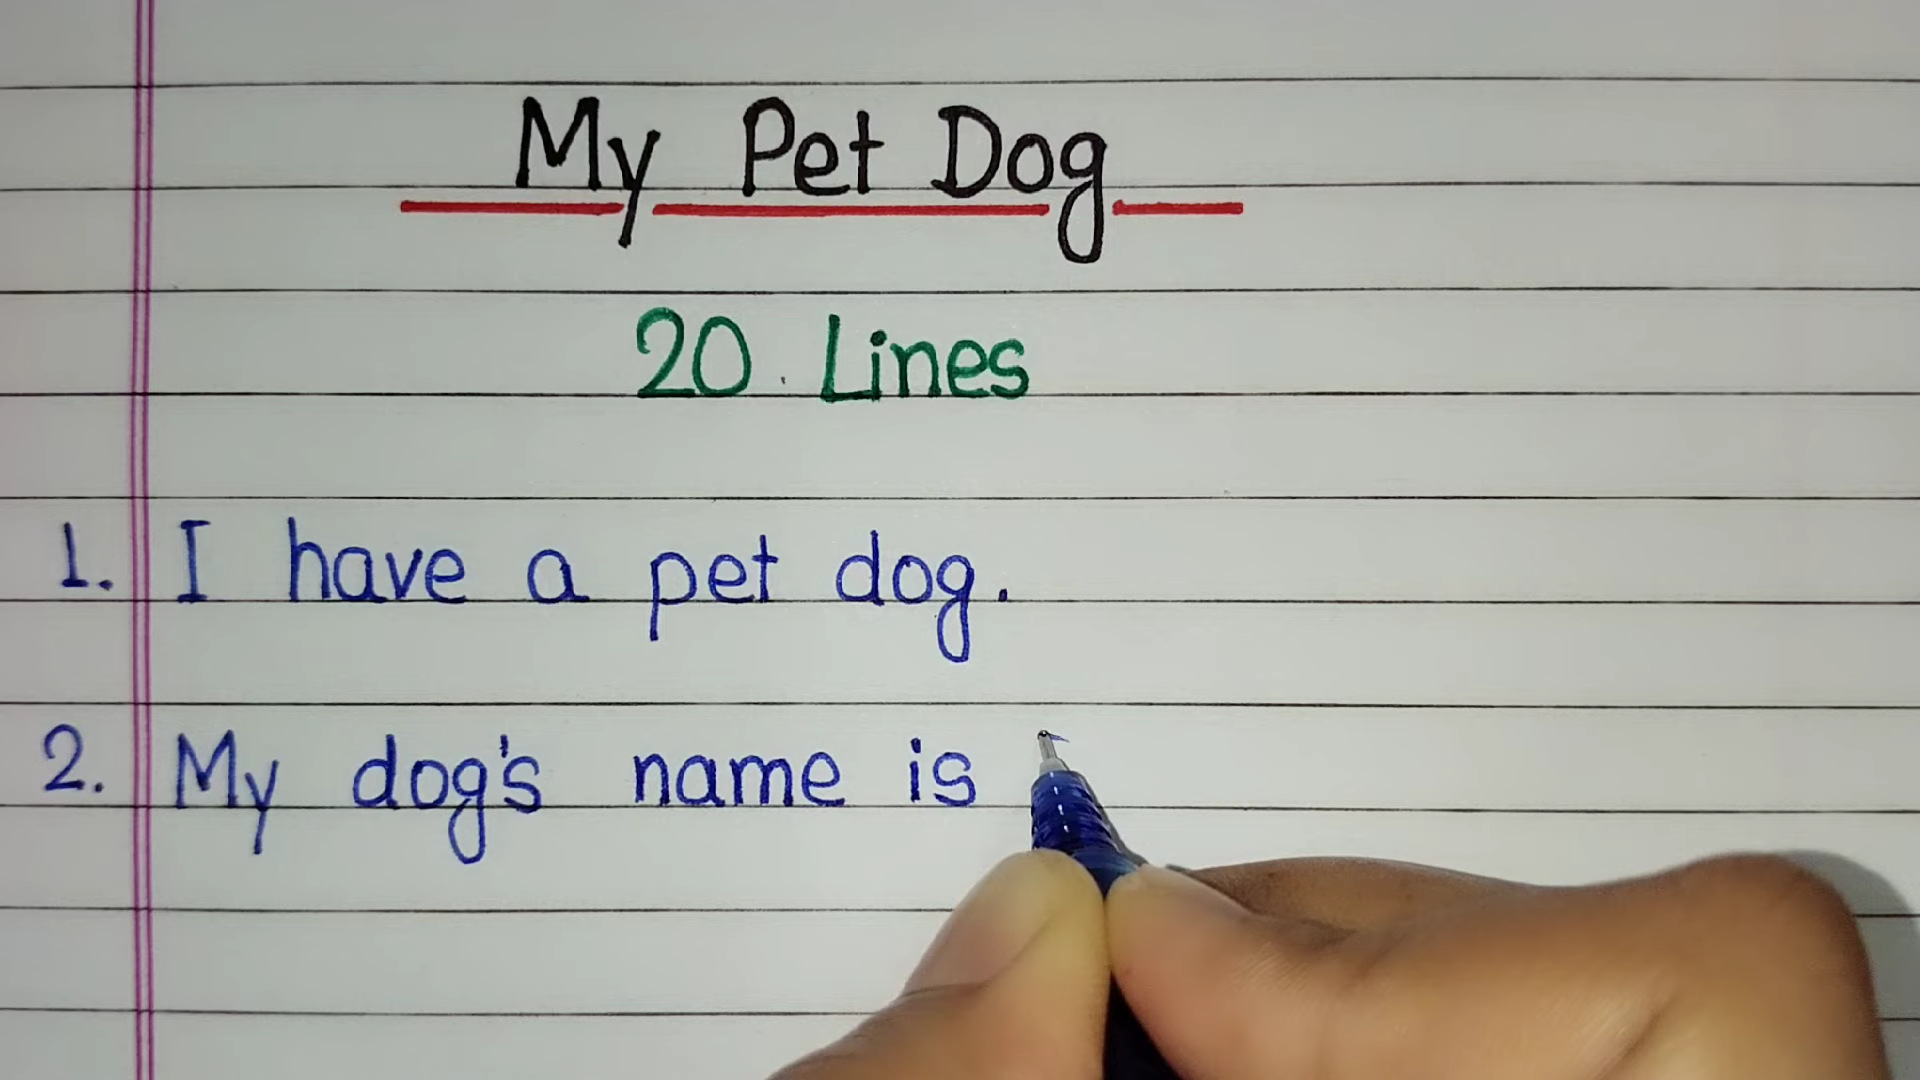 My Pet Dog
20 Lines
1. I have a pet dog.
2. My dog's name is